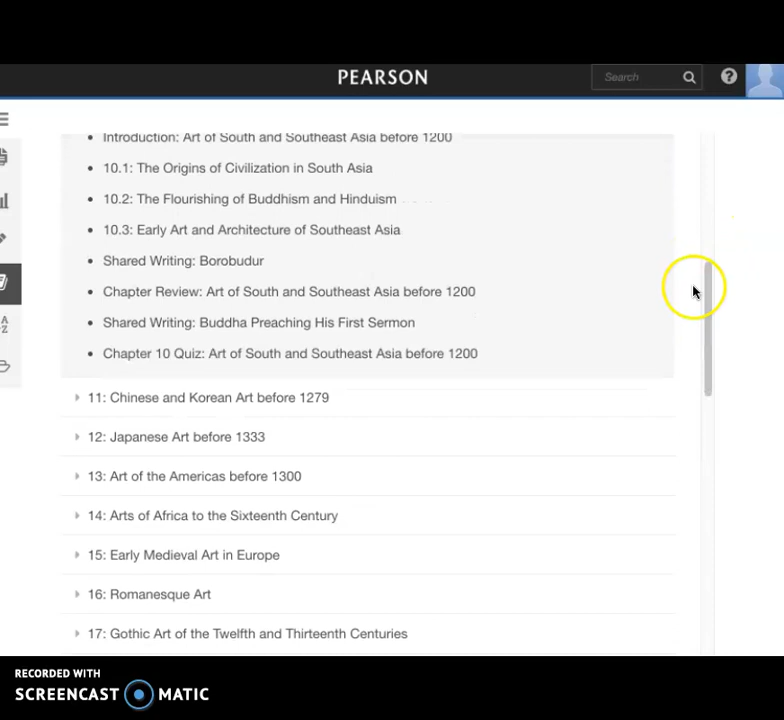 PEARSON
Search
?
Introduction: Art of South and Southeast Asia before 1200
• 10.1: The Origins of Civilization in South Asia
• 10.2: The Flourishing of Buddhism and Hinduism
• 10.3: Early Art and Architecture of Southeast Asia
• Shared Writing: Borobudur
• Chapter Review: Art of South and Southeast Asia before 1200
• Shared Writing: Buddha Preaching His First Sermon
• Chapter 10 Quiz: Art of South and Southeast Asia before 1200
A
Z
11: Chinese and Korean Art before 1279
12: Japanese Art before 1333
13: Art of the Americas before 1300
14: Arts of Africa to the Sixteenth Century
15: Early Medieval Art in Europe
16: Romanesque Art
17: Gothic Art of the Twelfth and Thirteenth Centuries
RECORDED WITH
SCREENCAST MATIC